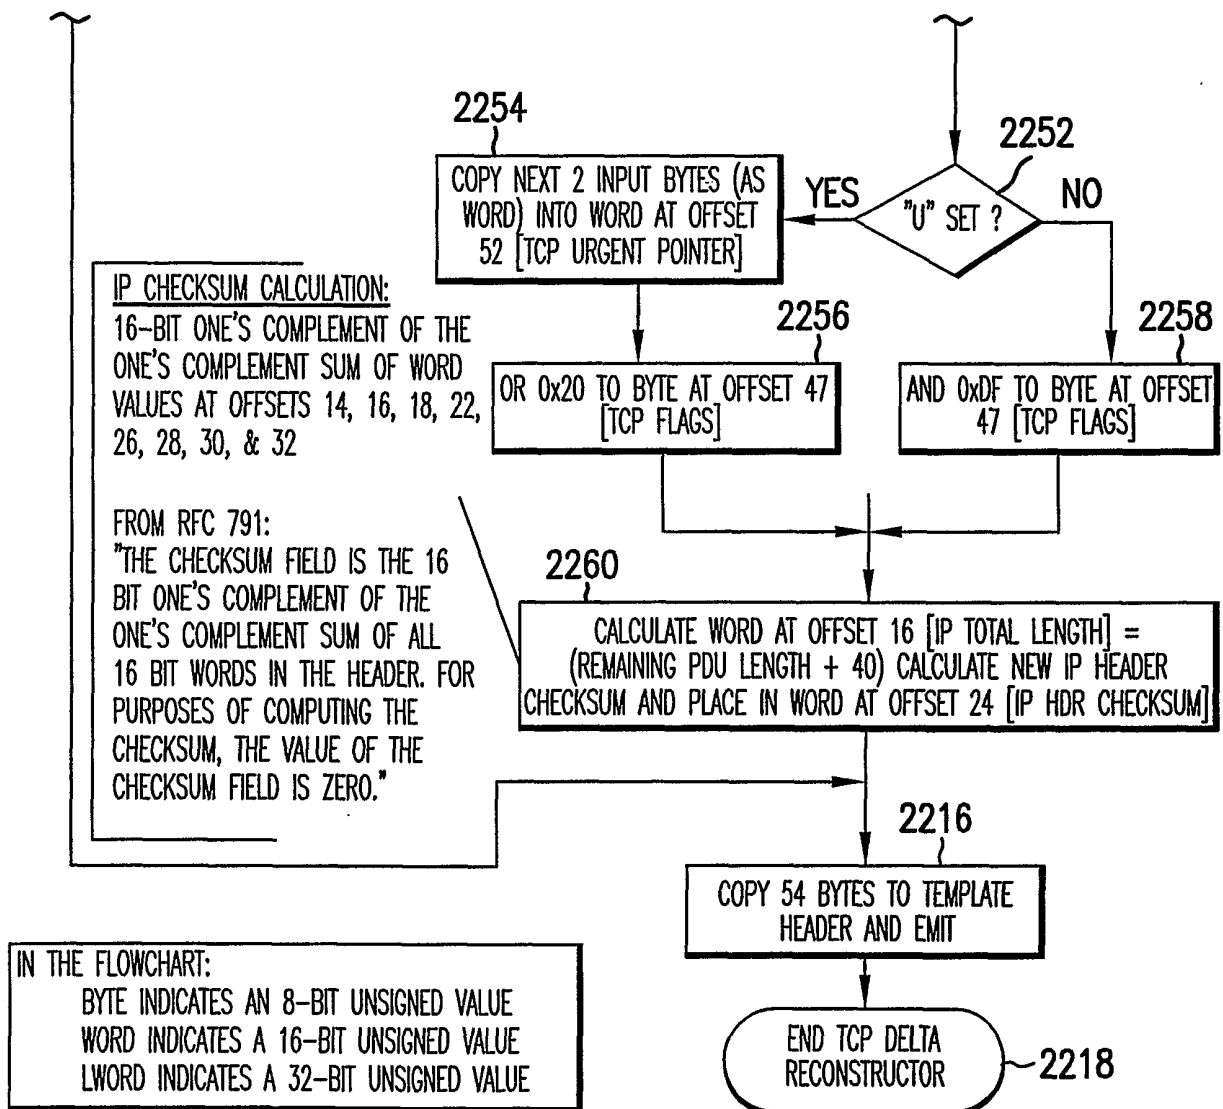 2254
COPY NEXT 2 INPUT BYTES (AS
WORD) INTO WORD AT OFFSET
52 [TCP URGENT POINTER]
YES
2252
"U" SET ?
NO
2256
OR 0x20 TO BYTE AT OFFSET 47
[TCP FLAGS]
2258
AND 0xDF TO BYTE AT OFFSET
47 [TCP FLAGS]
IP CHECKSUM CALCULATION:
16-BIT ONE'S COMPLEMENT OF THE
ONE'S COMPLEMENT SUM OF WORD
VALUES AT OFFSETS 14, 16, 18, 22,
26, 28, 30, & 32
FROM RFC 791:
"THE CHECKSUM FIELD IS THE 16
BIT ONE'S COMPLEMENT OF THE
ONE'S COMPLEMENT SUM OF ALL
16 BIT WORDS IN THE HEADER. FOR
PURPOSES OF COMPUTING THE
CHECKSUM, THE VALUE OF THE
CHECKSUM FIELD IS ZERO."
2260
CALCULATE WORD AT OFFSET 16 [IP TOTAL LENGTH] =
(REMAINING PDU LENGTH + 40) CALCULATE NEW IP HEADER
CHECKSUM AND PLACE IN WORD AT OFFSET 24 [IP HDR CHECKSUM]
2216
COPY 54 BYTES TO TEMPLATE
HEADER AND EMIT
END TCP DELTA
RECONSTRUCTOR
2218
IN THE FLOWCHART:
BYTE INDICATES AN 8-BIT UNSIGNED VALUE
WORD INDICATES A 16-BIT UNSIGNED VALUE
LWORD INDICATES A 32-BIT UNSIGNED VALUE